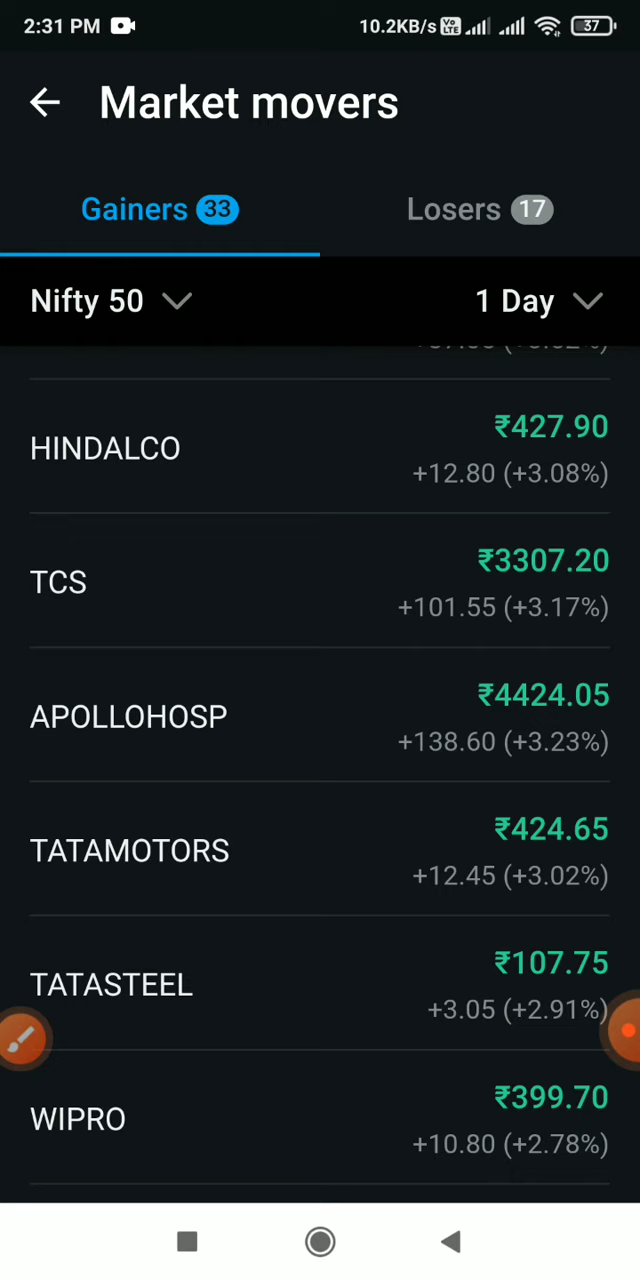 2:31 PM 10.2KB/s Vo LTE 37
Market movers
Gainers 33 Losers 17
Nifty 50 1 Day
HINDALCO ₹427.90
+12.80 (+3.08%)
TCS ₹3307.20
+101.55 (+3.17%)
APOLLOHOSP ₹4424.05
+138.60 (+3.23%)
TATAMOTORS ₹424.65
+12.45 (+3.02%)
TATASTEEL ₹107.75
+3.05 (+2.91%)
WIPRO ₹399.70
+10.80 (+2.78%)